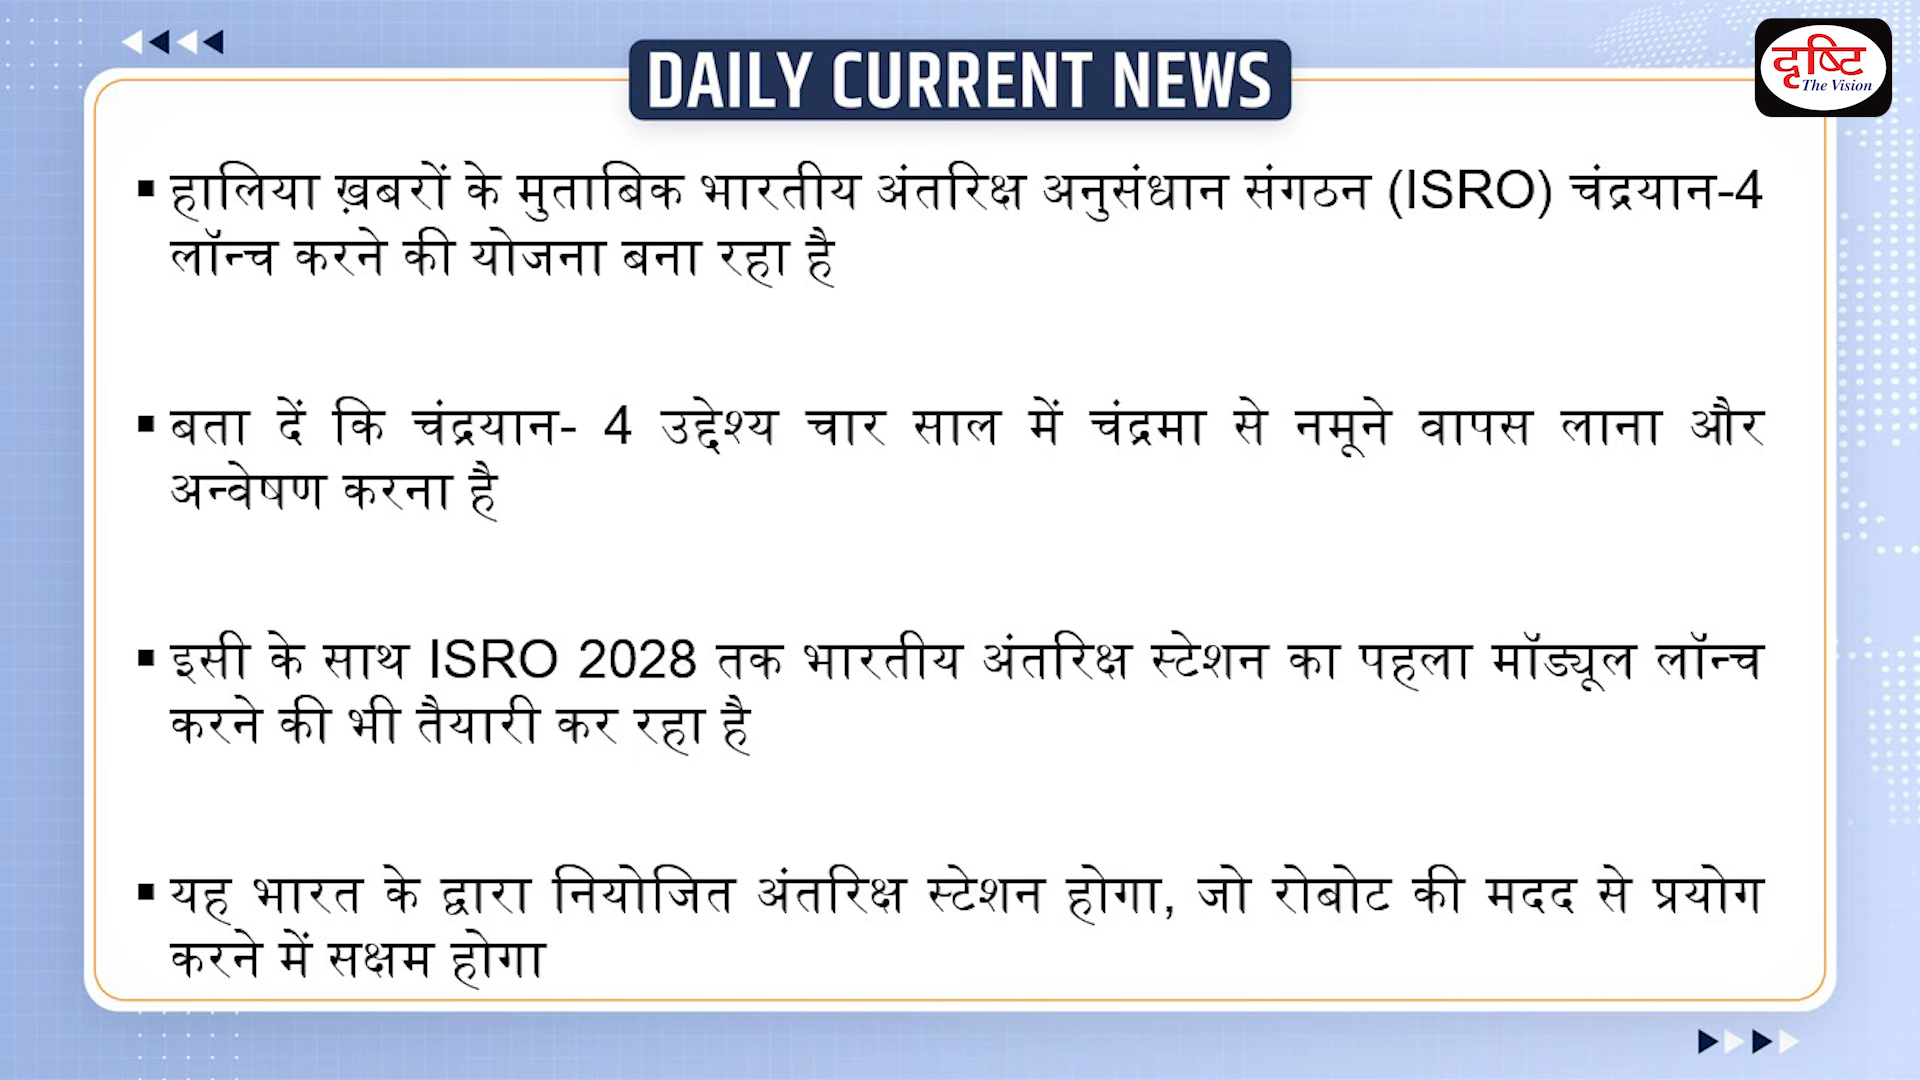 DAILY CURRENT NEWS
दृष्टि
The Vision
▪ हालिया ख़बरों के मुताबिक भारतीय अंतरिक्ष अनुसंधान संगठन (ISRO) चंद्रयान-4
लॉन्च करने की योजना बना रहा है
▪ बता दें कि चंद्रयान- 4 उद्देश्य चार साल में चंद्रमा से नमूने वापस लाना और
अन्वेषण करना है
▪ इसी के साथ ISRO 2028 तक भारतीय अंतरिक्ष स्टेशन का पहला मॉड्यूल लॉन्च
करने की भी तैयारी कर रहा है
▪ यह भारत के द्वारा नियोजित अंतरिक्ष स्टेशन होगा, जो रोबोट की मदद से प्रयोग
करने में सक्षम होगा